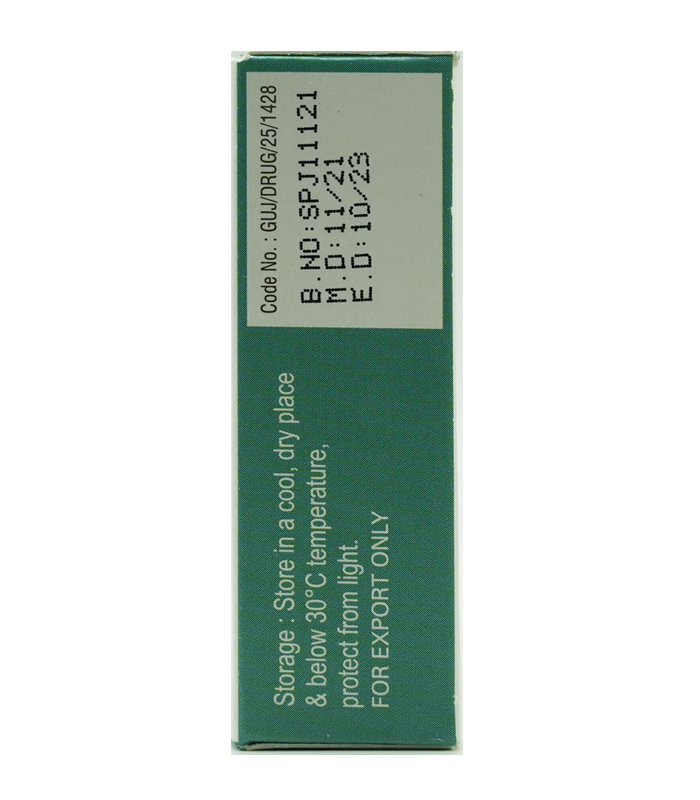 Code No. : GUJ/DRUG/25/1428
B.NO:SPJ11121
M.D:11/21
E.D:10/23
Storage : Store in a cool, dry place
& below 30°C temperature,
protect from light.
FOR EXPORT ONLY